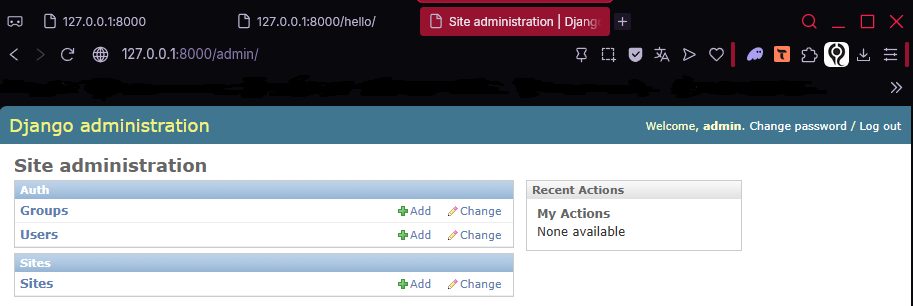 127.0.0.1:8000 127.0.0.1:8000/hello/ Site administration | Djang
127.0.0.1:8000/admin/
Django administration Welcome, admin. Change password / Log out
Site administration
Auth
Groups Add Change
Users Add Change
Sites
Sites Add Change
Recent Actions
My Actions
None available